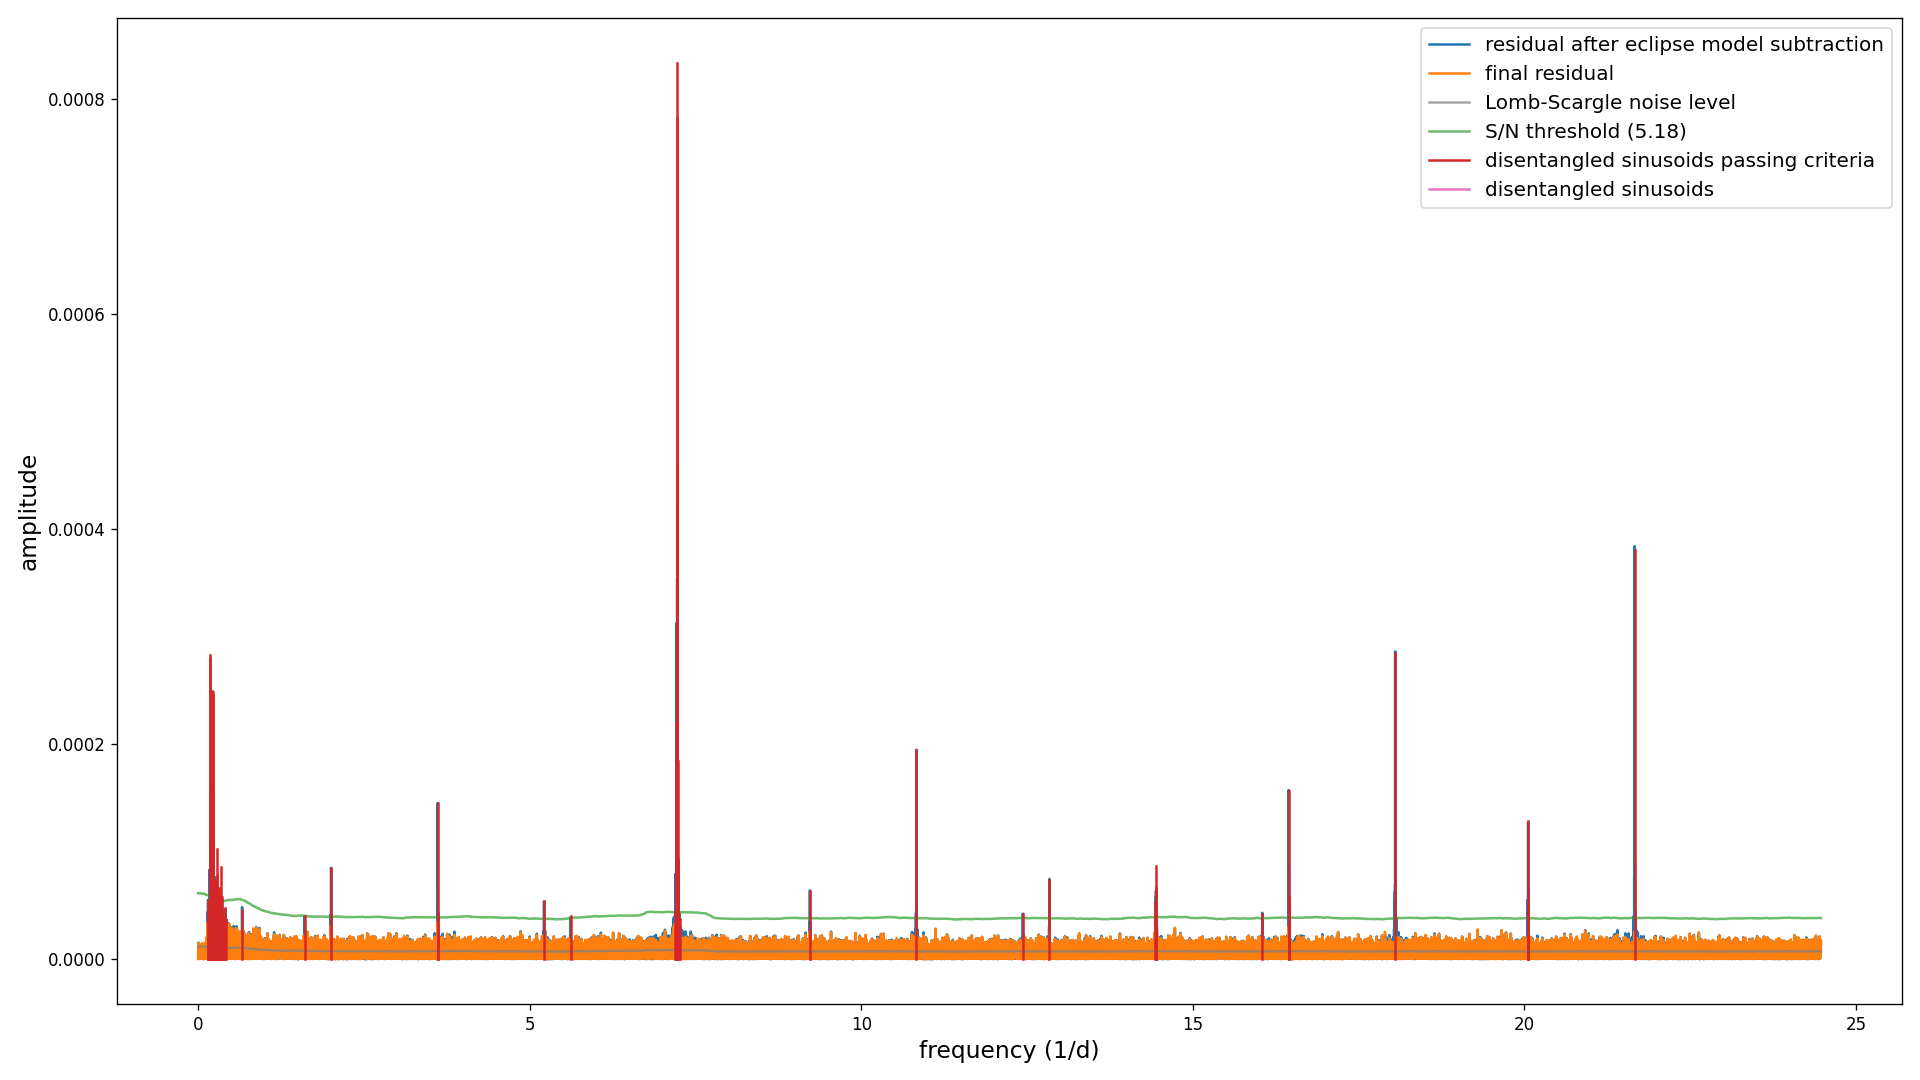 residual after eclipse model subtraction
final residual
Lomb-Scargle noise level
S/N threshold (5.18)
disentangled sinusoids passing criteria
disentangled sinusoids
amplitude
0.0008
0.0006
0.0004
0.0002
0.0000
0 5 10 15 20 25
frequency (1/d)